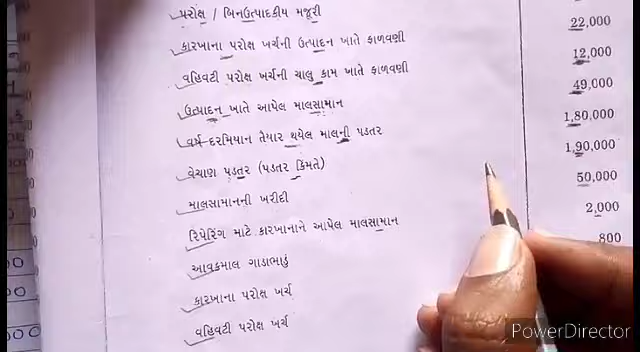 પરોક્ષ / બિનઉત્પાદકીય મજૂરી
22,000
કારખાના પરોક્ષ ખર્ચની ઉત્પાદન ખાતે ફાળવણી
12,000
વહિવટી પરોક્ષ ખર્ચની ચાલુ કામ ખાતે ફાળવણી
49,000
ઉત્પાદન ખાતે આપેલ માલસામાન
1,80,000
વર્ષ દરમિયાન તૈયાર થયેલ માલની પડતર
1,90,000
વેચાણ પડતર (પડતર કિંમતે)
50,000
માલસામાનની ખરીદી
2,000
રિપેરિંગ માટે કારખાનાને આપેલ માલસામાન
800
આવકમાલ ગાડાભાડું
કારખાના પરોક્ષ ખર્ચ
વહિવટી પરોક્ષ ખર્ચ
PowerDirector